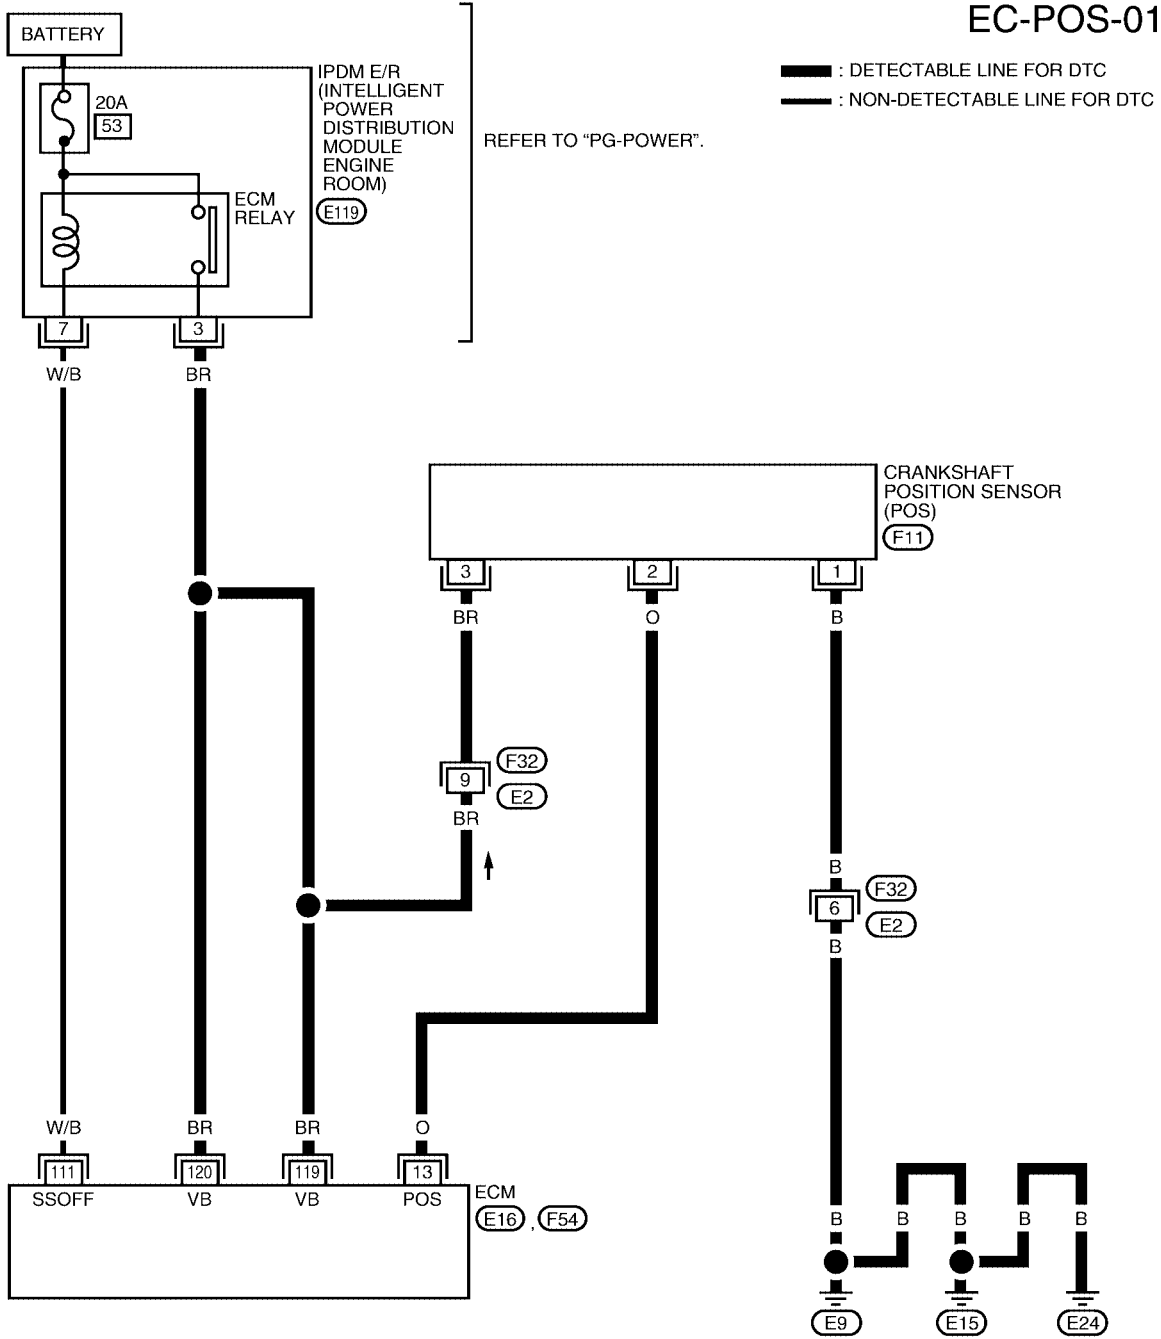 EC-POS-01
BATTERY
: DETECTABLE LINE FOR DTC
: NON-DETECTABLE LINE FOR DTC
IPDM E/R
(INTELLIGENT
POWER
DISTRIBUTION
MODULE
ENGINE
ROOM)
E119
20A
53
REFER TO “PG-POWER”.
ECM
RELAY
7
3
W/B
BR
CRANKSHAFT
POSITION SENSOR
(POS)
F11
3
2
1
BR
O
B
F32
9
E2
BR
B
F32
6
E2
B
W/B
BR
BR
O
111
120
119
13
SSOFF
VB
VB
POS
ECM
E16 , F54
B
B
B
B
B
E9
E15
E24